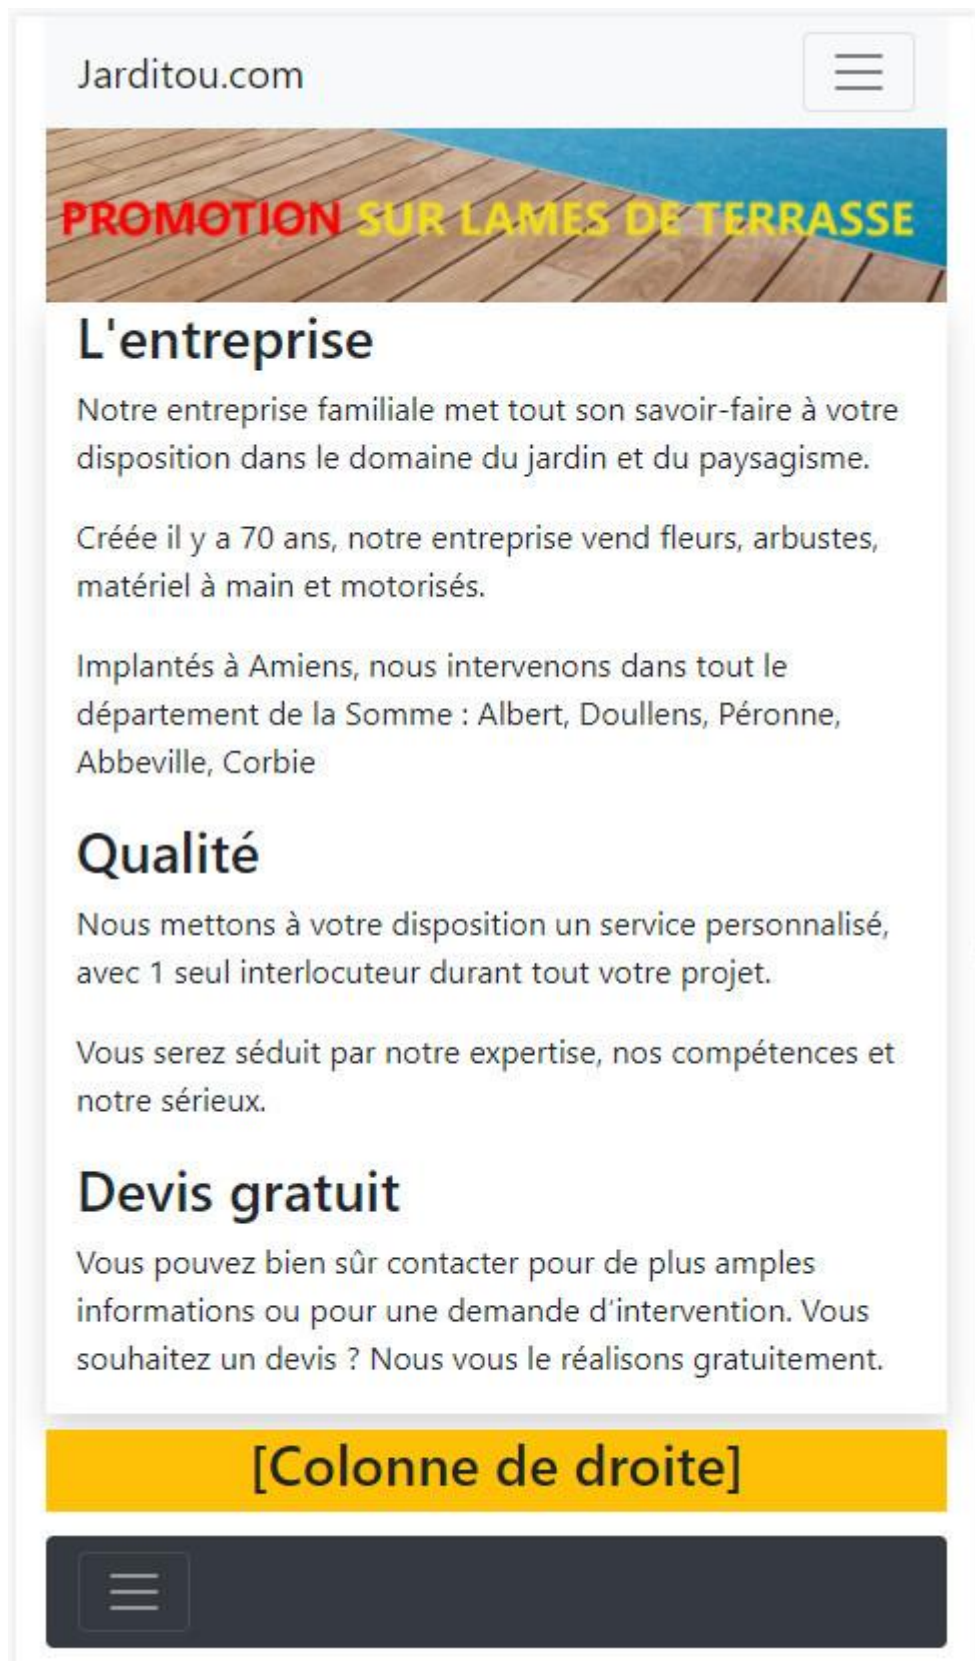 Jarditou.com
PROMOTION SUR LAMES DE TERRASSE
L'entreprise
Notre entreprise familiale met tout son savoir-faire à votre
disposition dans le domaine du jardin et du paysagisme.
Créée il y a 70 ans, notre entreprise vend fleurs, arbustes,
matériel à main et motorisés.
Implantés à Amiens, nous intervenons dans tout le
département de la Somme : Albert, Doullens, Péronne,
Abbeville, Corbie
Qualité
Nous mettons à votre disposition un service personnalisé,
avec 1 seul interlocuteur durant tout votre projet.
Vous serez séduit par notre expertise, nos compétences et
notre sérieux.
Devis gratuit
Vous pouvez bien sûr contacter pour de plus amples
informations ou pour une demande d’intervention. Vous
souhaitez un devis ? Nous vous le réalisons gratuitement.
[Colonne de droite]